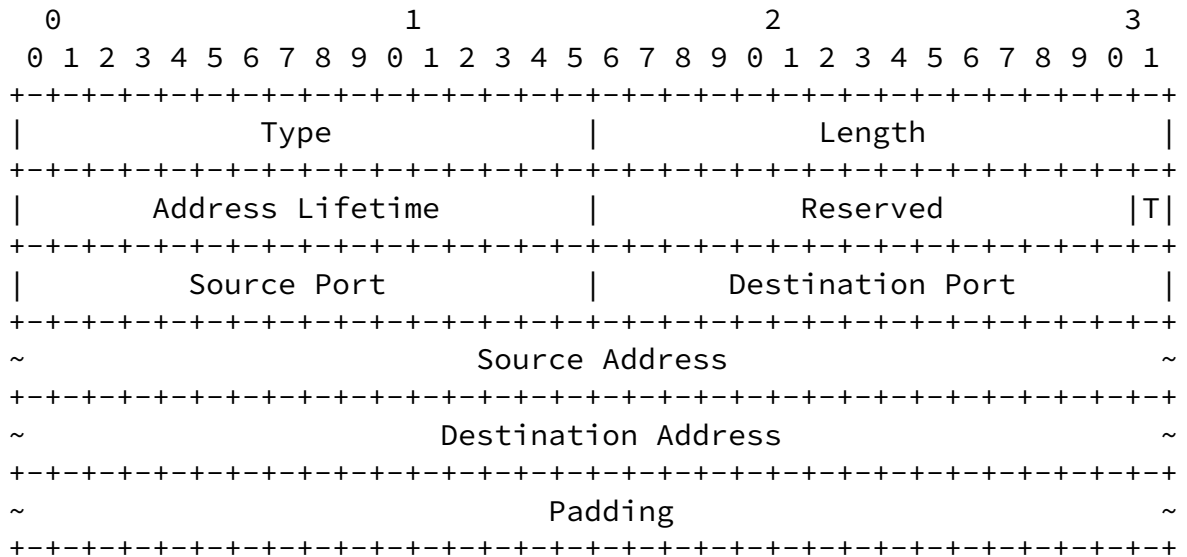 0                   1                   2                   3
 0 1 2 3 4 5 6 7 8 9 0 1 2 3 4 5 6 7 8 9 0 1 2 3 4 5 6 7 8 9 0 1
+-+-+-+-+-+-+-+-+-+-+-+-+-+-+-+-+-+-+-+-+-+-+-+-+-+-+-+-+-+-+-+-+
|             Type              |            Length             |
+-+-+-+-+-+-+-+-+-+-+-+-+-+-+-+-+-+-+-+-+-+-+-+-+-+-+-+-+-+-+-+-+
|       Address Lifetime        |           Reserved          |T|
+-+-+-+-+-+-+-+-+-+-+-+-+-+-+-+-+-+-+-+-+-+-+-+-+-+-+-+-+-+-+-+-+
|         Source Port           |       Destination Port        |
+-+-+-+-+-+-+-+-+-+-+-+-+-+-+-+-+-+-+-+-+-+-+-+-+-+-+-+-+-+-+-+-+
~                         Source Address                        ~
+-+-+-+-+-+-+-+-+-+-+-+-+-+-+-+-+-+-+-+-+-+-+-+-+-+-+-+-+-+-+-+-+
~                       Destination Address                     ~
+-+-+-+-+-+-+-+-+-+-+-+-+-+-+-+-+-+-+-+-+-+-+-+-+-+-+-+-+-+-+-+-+
~                             Padding                           ~
+-+-+-+-+-+-+-+-+-+-+-+-+-+-+-+-+-+-+-+-+-+-+-+-+-+-+-+-+-+-+-+-+